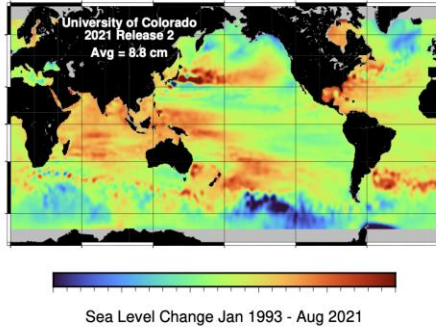 University of Colorado
2021 Release 2
Avg = 8.8 cm
Sea Level Change Jan 1993 - Aug 2021